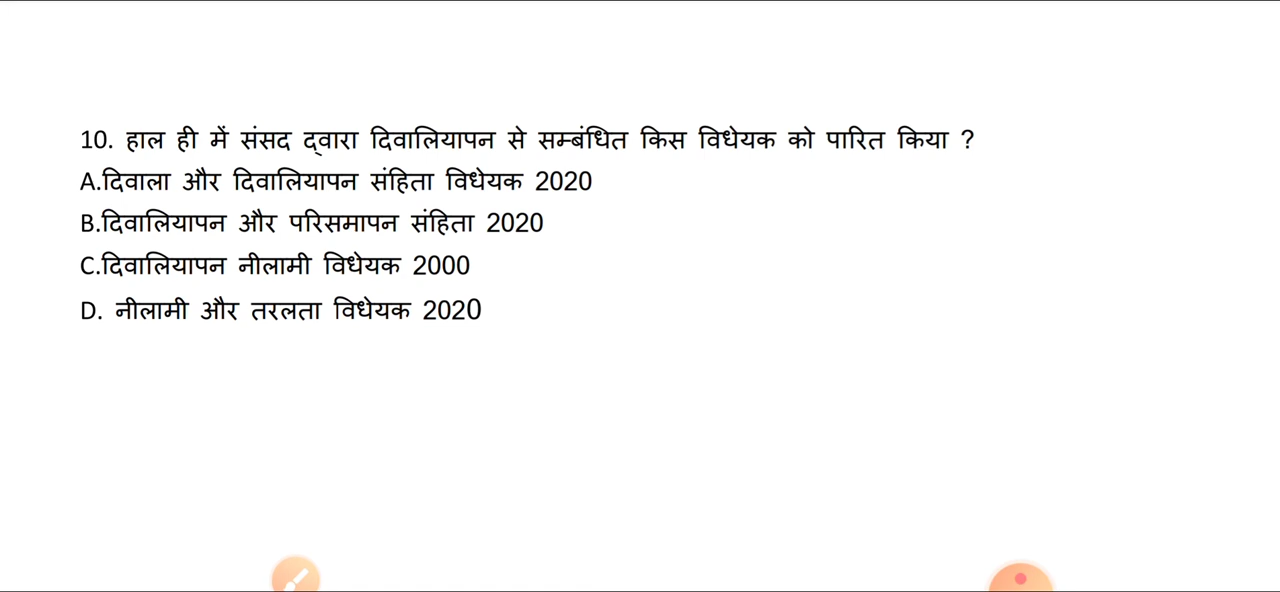 10. हाल ही में संसद द्वारा दिवालियापन से सम्बंधित किस विधेयक को पारित किया ?
A.दिवाला और दिवालियापन संहिता विधेयक 2020
B.दिवालियापन और परिसमापन संहिता 2020
C.दिवालियापन नीलामी विधेयक 2000
D. नीलामी और तरलता विधेयक 2020